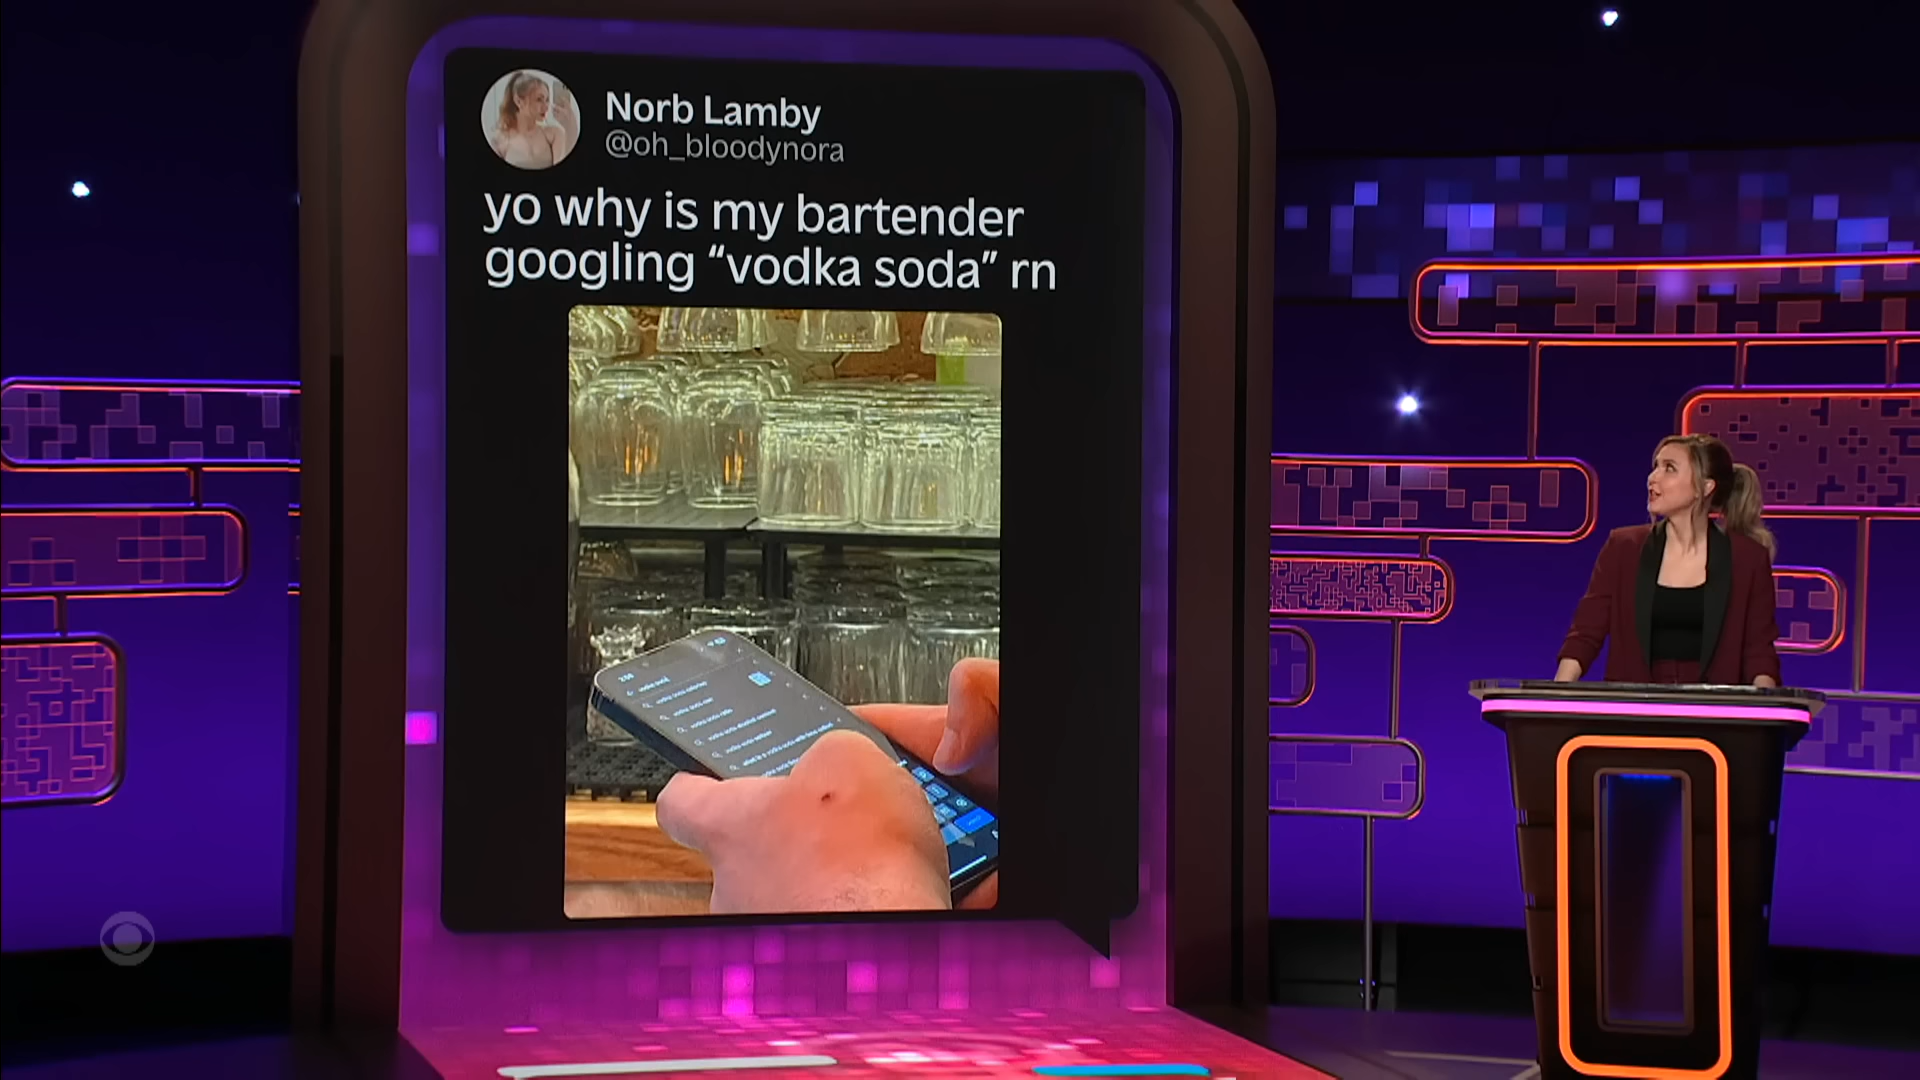 Norb Lamby
@oh_bloodynora
yo why is my bartender
googling “vodka soda” rn